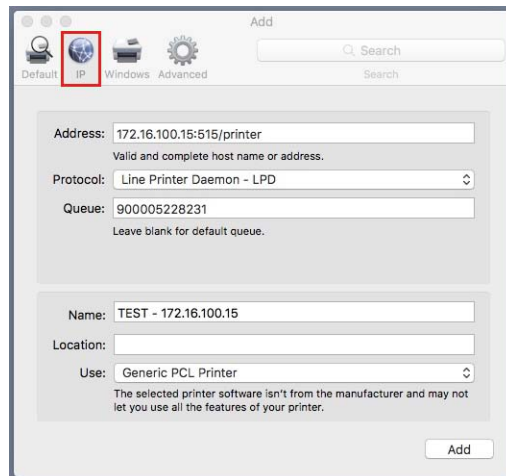 Add
Search
Default IP Windows Advanced
Search
Address: 172.16.100.15:515/printer
Valid and complete host name or address.
Protocol: Line Printer Daemon - LPD
Queue: 900005228231
Leave blank for default queue.
Name: TEST - 172.16.100.15
Location:
Use: Generic PCL Printer
The selected printer software isn't from the manufacturer and may not
let you use all the features of your printer.
Add